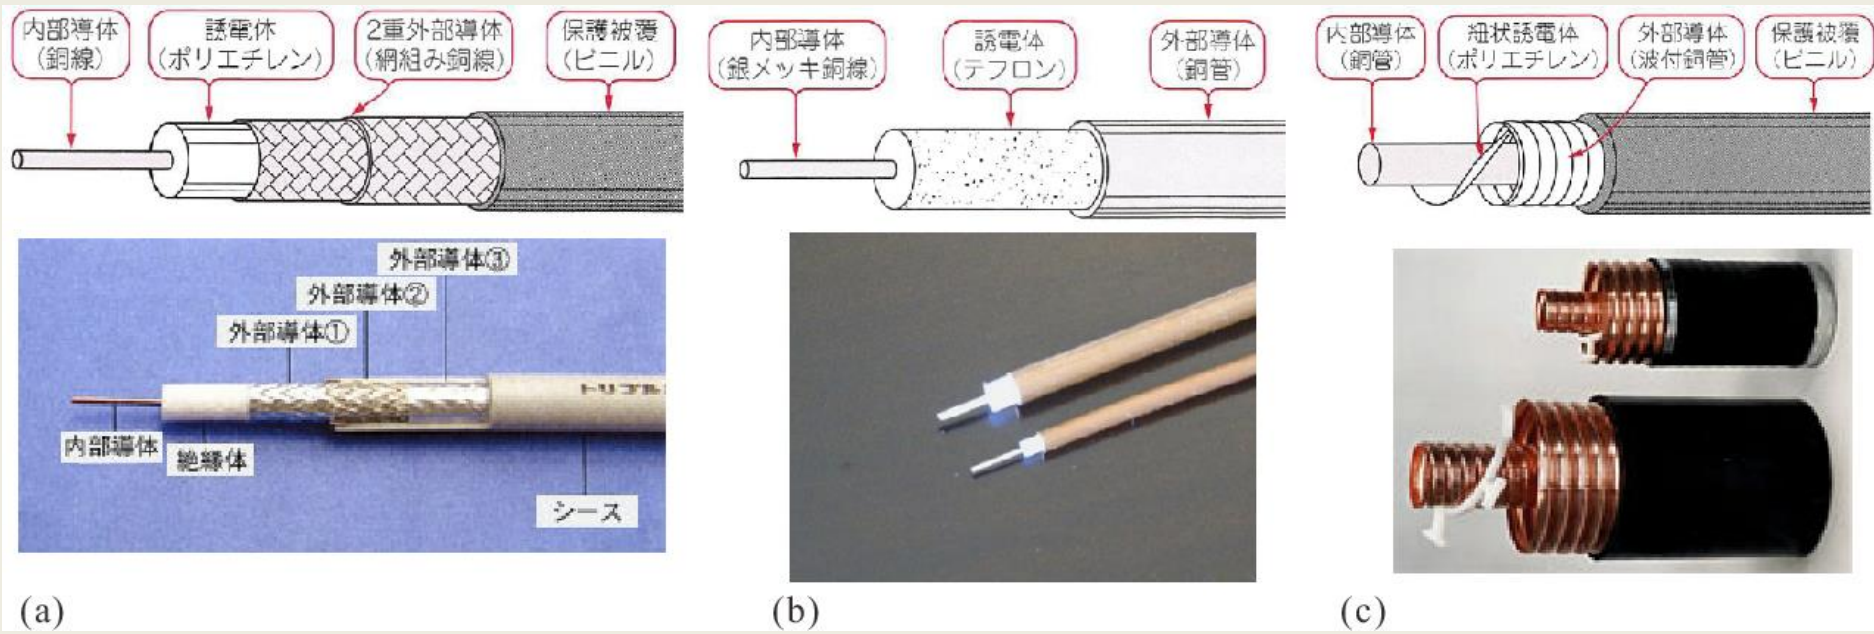 内部導体
(銅線)
誘電体
(ポリエチレン)
2重外部導体
(網組み銅線)
保護被覆
(ビニル)
外部導体③
外部導体②
外部導体①
内部導体
絶縁体
シース
(a)
内部導体
(銀メッキ銅線)
誘電体
(テフロン)
外部導体
(銅管)
(b)
内部導体
(銅管)
紐状誘電体
(ポリエチレン)
外部導体
(波付銅管)
保護被覆
(ビニル)
(c)